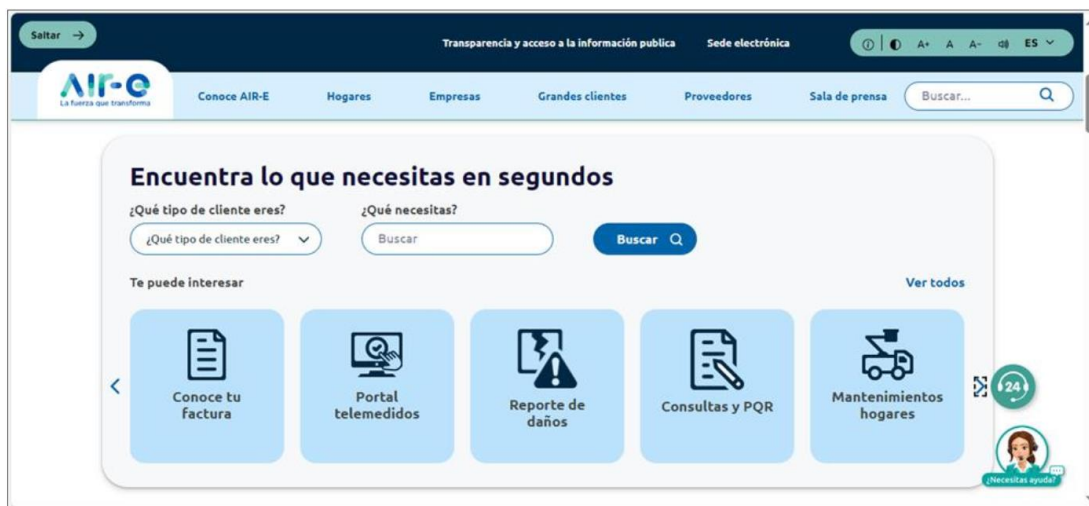 Saltar →
Transparencia y acceso a la información publica
Sede electrónica
A+ A A- ES
AIR-E
La fuerza que transforma
Conoce AIR-E
Hogares
Empresas
Grandes clientes
Proveedores
Sala de prensa
Buscar...
Encuentra lo que necesitas en segundos
¿Qué tipo de cliente eres?
¿Qué necesitas?
¿Qué tipo de cliente eres?
Buscar
Buscar
Te puede interesar
Ver todos
Conoce tu
factura
Portal
telemedidos
Reporte de
daños
Consultas y PQR
Mantenimientos
hogares
24
¿Necesitas ayuda?